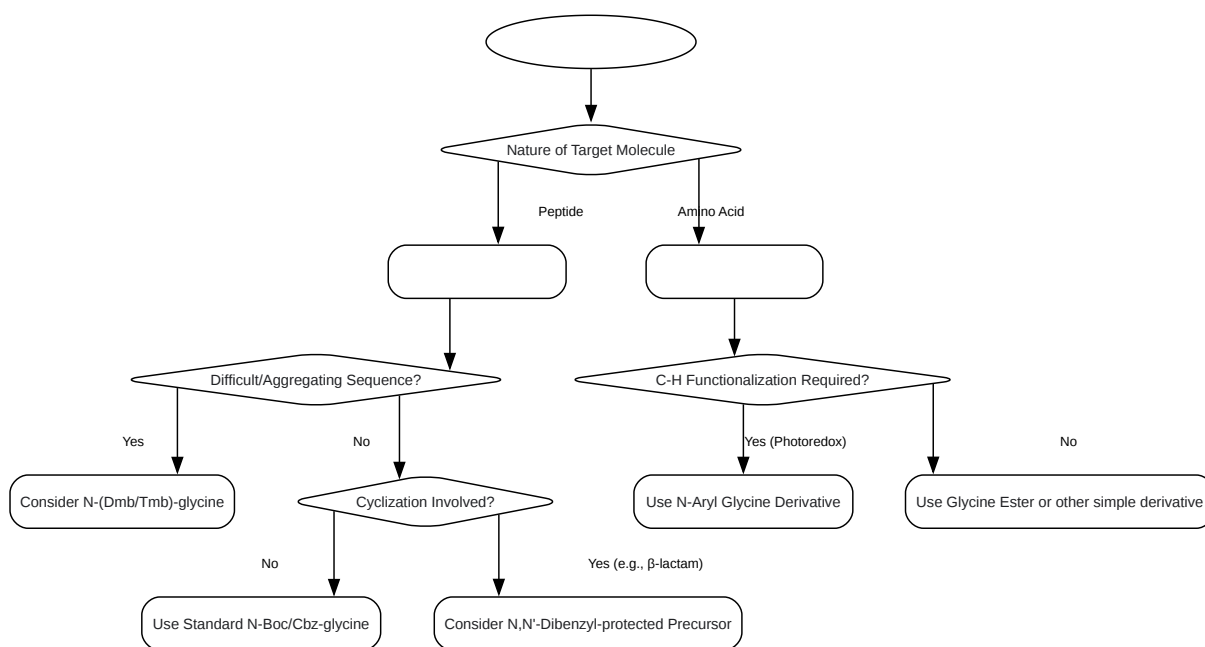 Nature of Target Molecule
Peptide
Amino Acid
Difficult/Aggregating Sequence?
C-H Functionalization Required?
Yes
No
Yes (Photoredox)
No
Consider N-(Dmb/Tmb)-glycine
Cyclization Involved?
Use N-Aryl Glycine Derivative
Use Glycine Ester or other simple derivative
No
Yes (e.g., β-lactam)
Use Standard N-Boc/Cbz-glycine
Consider N,N'-Dibenzyl-protected Precursor